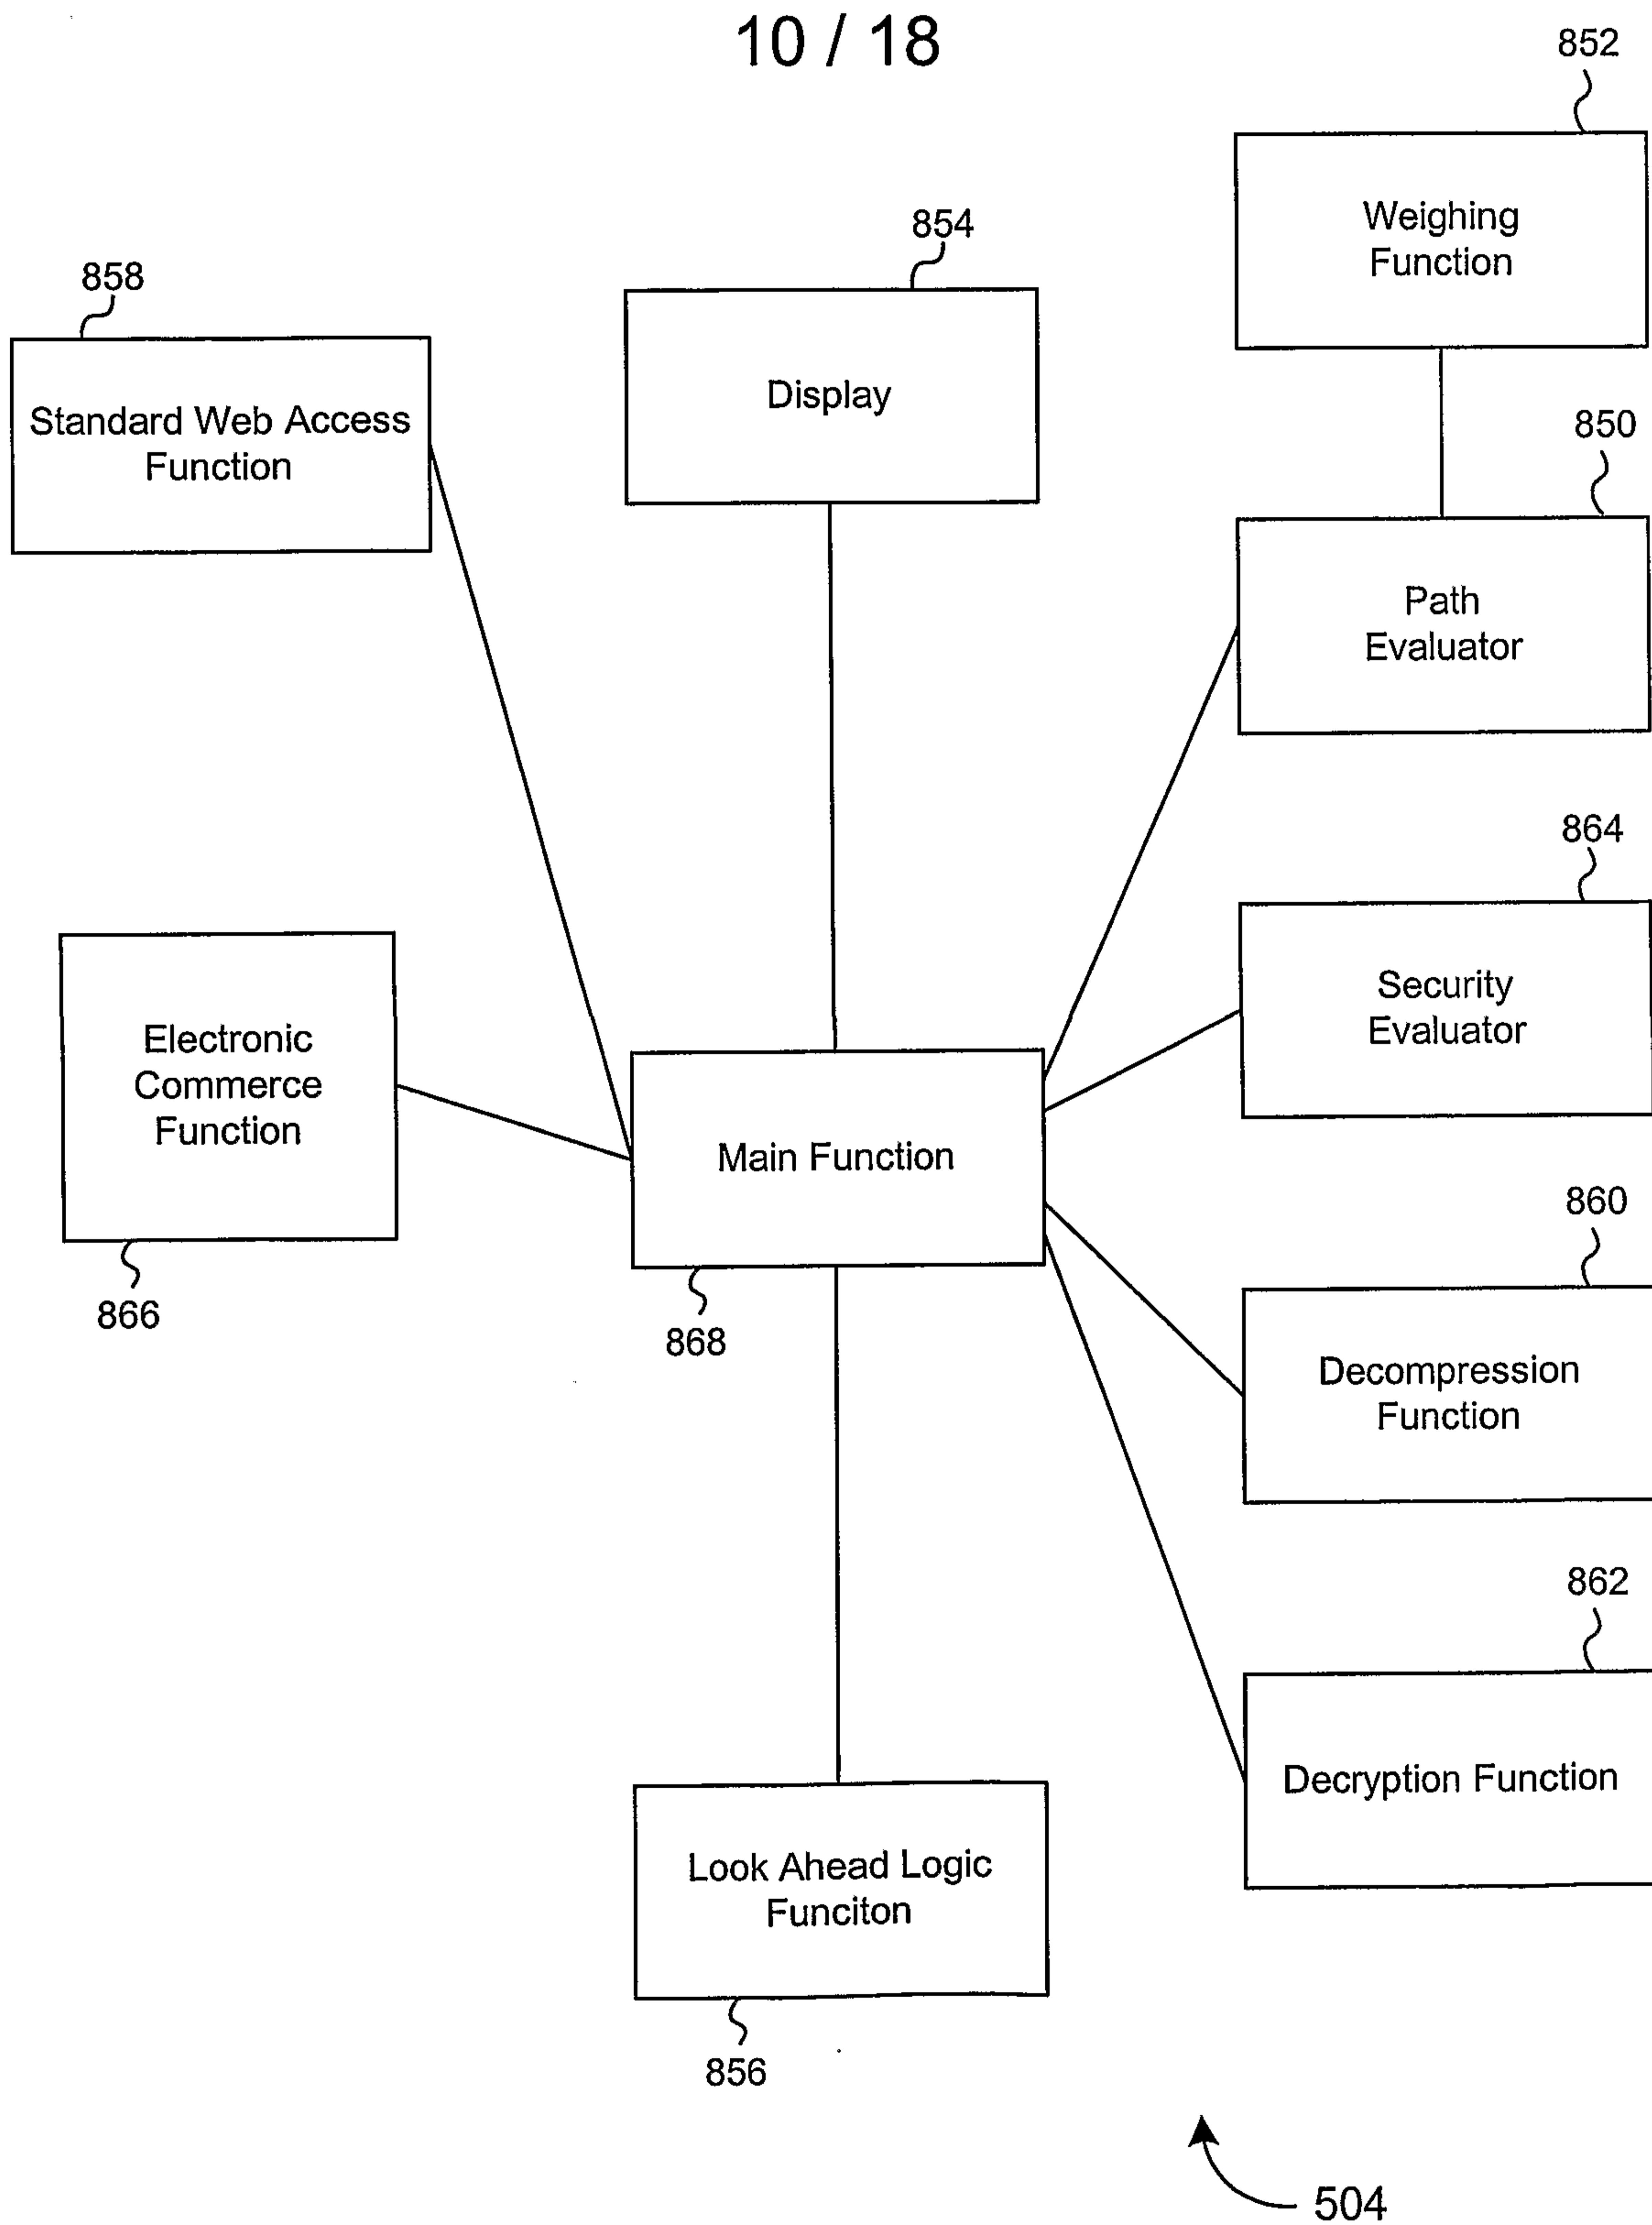 10 / 18
852
Weighing
Function
854
Display
858
Standard Web Access
Function
850
Path
Evaluator
864
Security
Evaluator
Electronic
Commerce
Function
866
Main Function
868
860
Decompression
Function
862
Decryption Function
Look Ahead Logic
Funciton
856
504